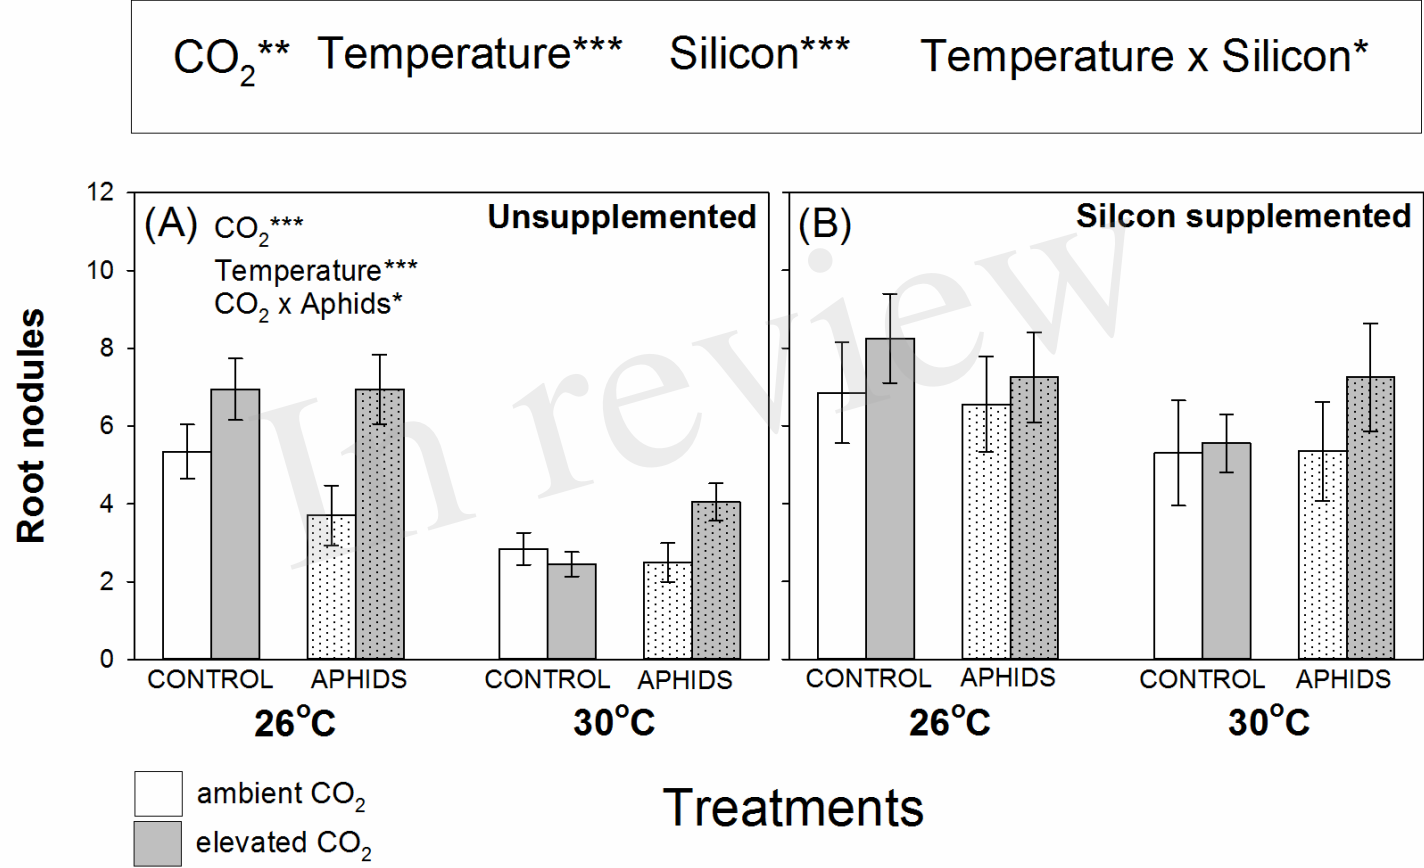 CO2** Temperature*** Silicon*** Temperature x Silicon*
12
10
8
6
4
2
0
Root nodules
(A) Unsupplemented
CO2***
Temperature***
CO2 x Aphids*
(B) Silcon supplemented
In review
CONTROL APHIDS CONTROL APHIDS CONTROL APHIDS CONTROL APHIDS
26°C 30°C 26°C 30°C
Treatments
ambient CO2
elevated CO2